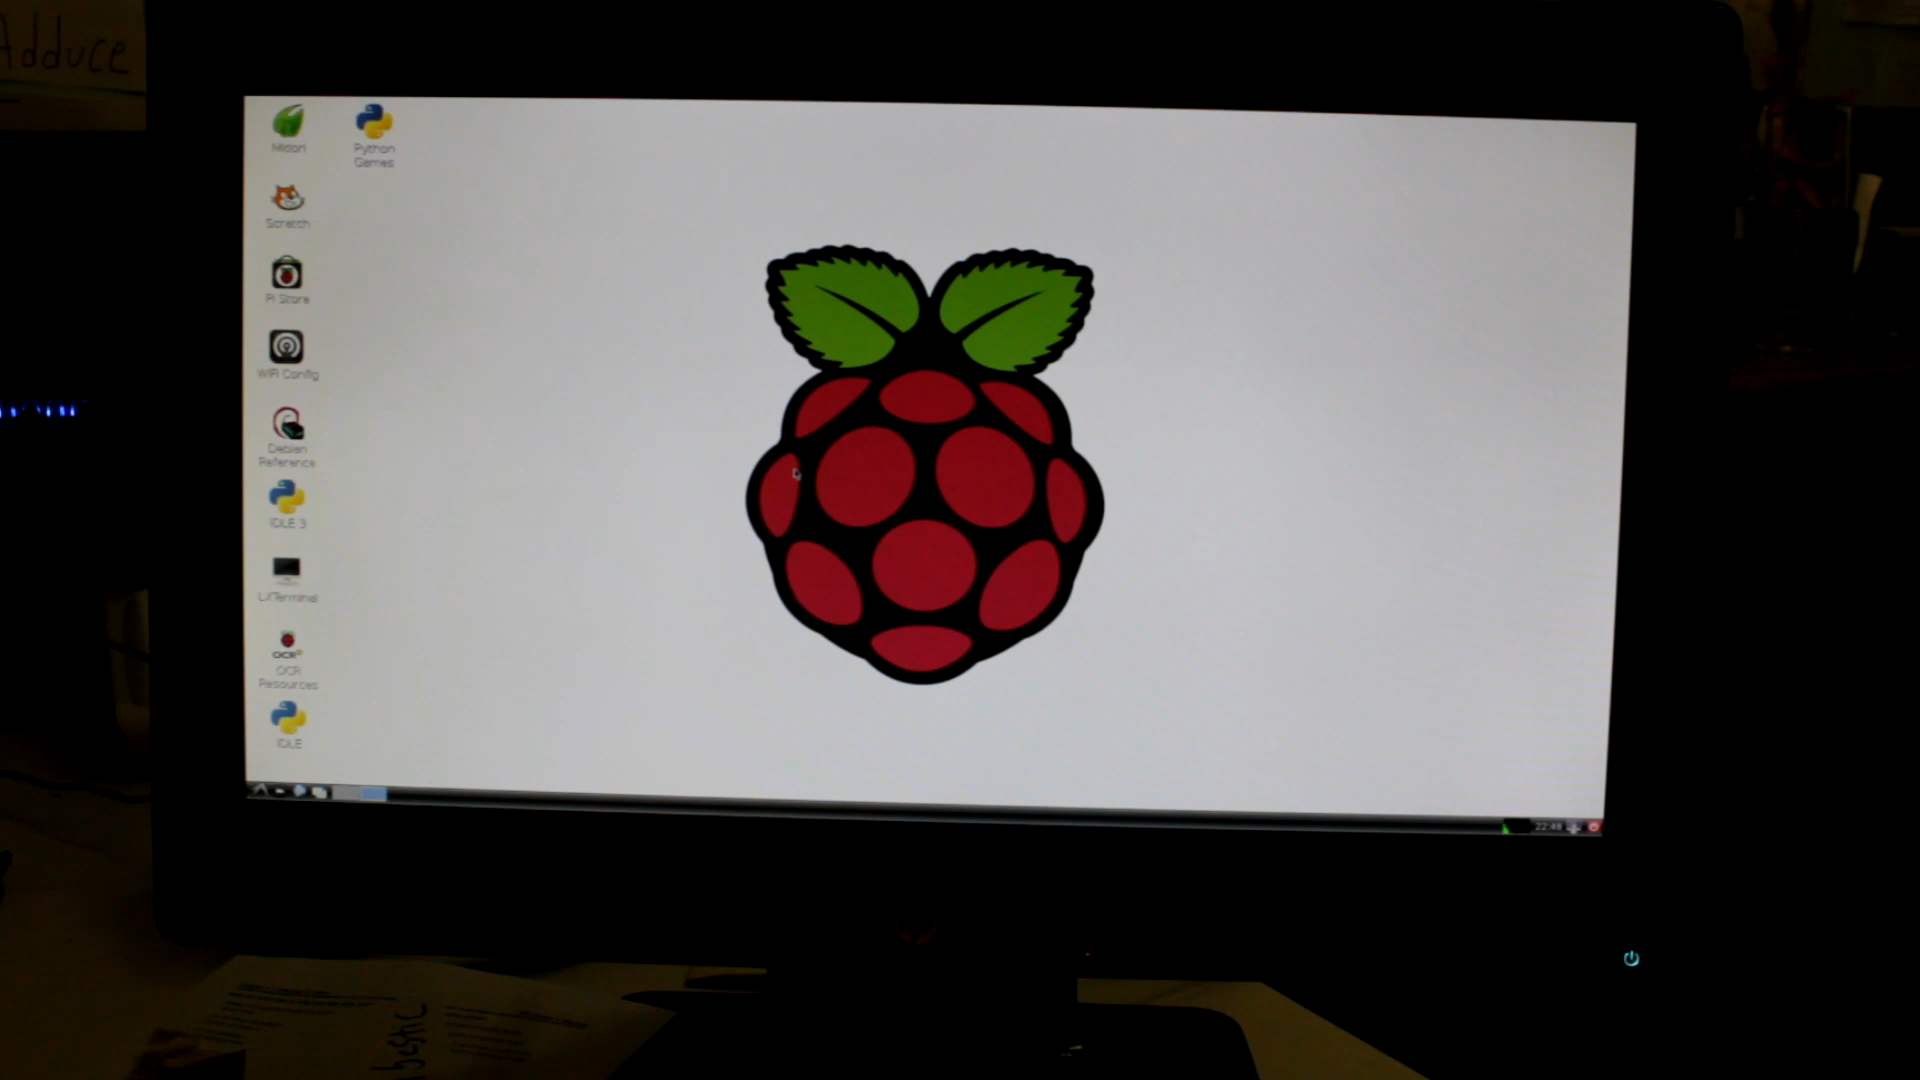 Adduce
Midori
Python
Games
Scratch
Pi Store
WiFi Config
Debian
Reference
IDLE 3
LXTerminal
OCR
OCR
Resources
IDLE
22:48
bestic